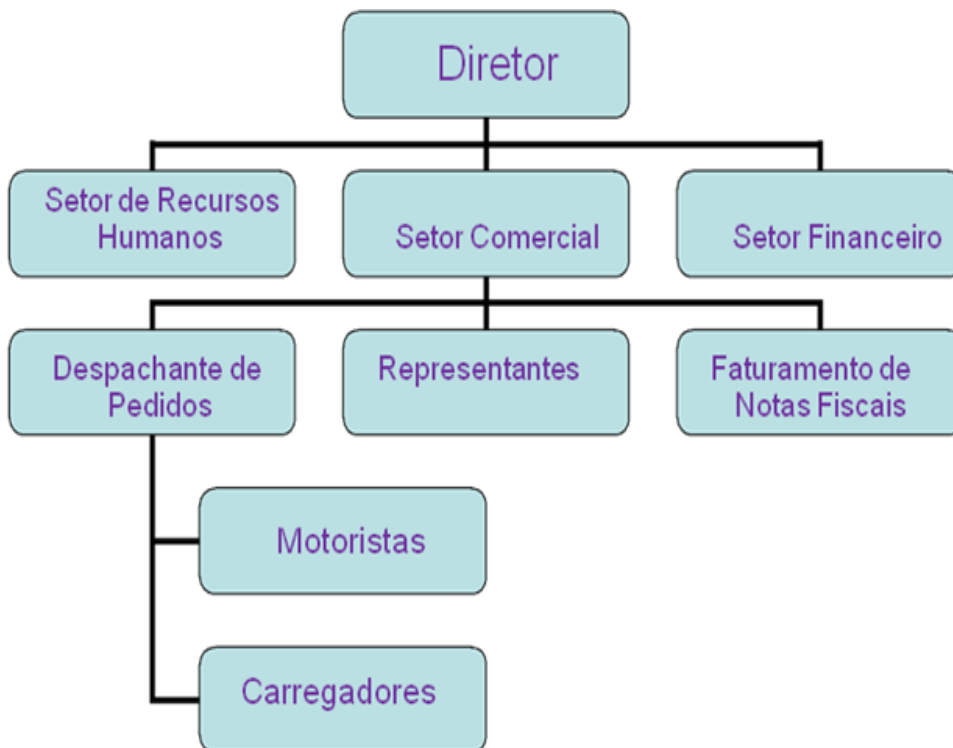 Diretor
Setor de Recursos
Humanos
Setor Comercial
Setor Financeiro
Despachante de
Pedidos
Representantes
Faturamento de
Notas Fiscais
Motoristas
Carregadores